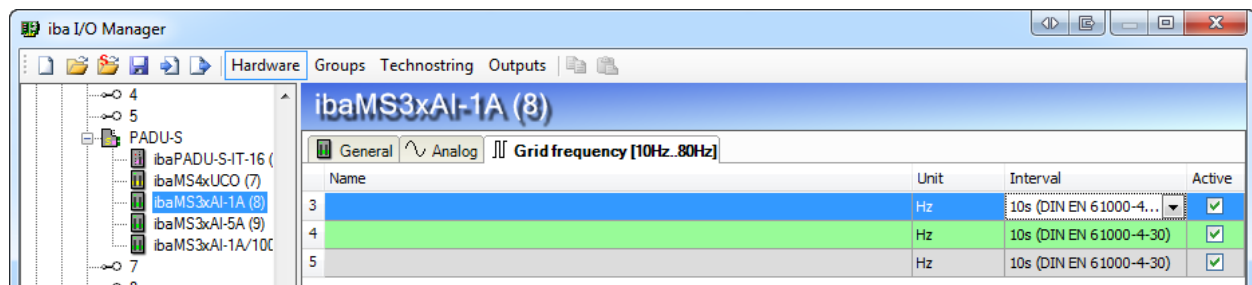 iba I/O Manager
Hardware Groups Technostring Outputs
4
5
PADU-S
ibaPADU-S-IT-16 (
ibaMS4xUCO (7)
ibaMS3xAI-1A (8)
ibaMS3xAI-5A (9)
ibaMS3xAI-1A/100
7
ibaMS3xAI-1A (8)
General Analog Grid frequency [10Hz..80Hz]
Name Unit Interval Active
3 Hz 10s (DIN EN 61000-4...
4 Hz 10s (DIN EN 61000-4-30)
5 Hz 10s (DIN EN 61000-4-30)